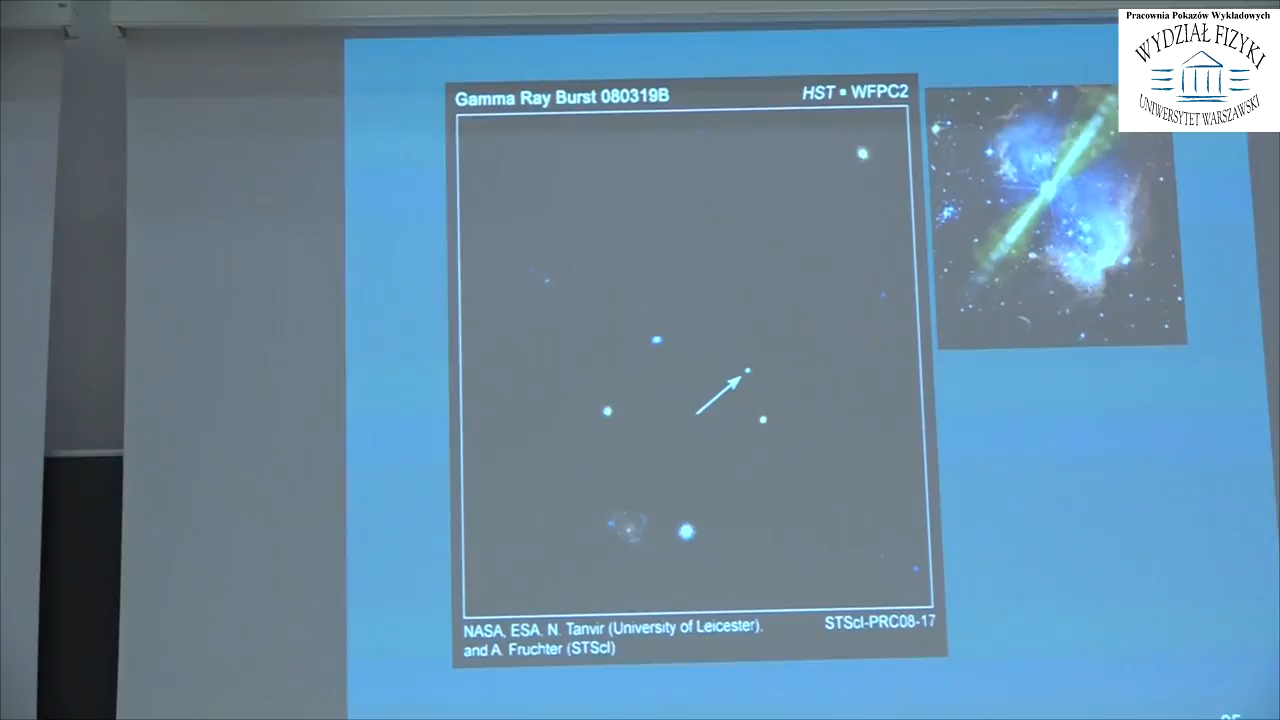 Pracownia Pokazów Wykładowych
WYDZIAŁ FIZYKI
UNIWERSYTET WARSZAWSKI
Gamma Ray Burst 080319B
HST ▪ WFPC2
NASA, ESA, N. Tanvir (University of Leicester),
and A. Fruchter (STScI)
STScI-PRC08-17